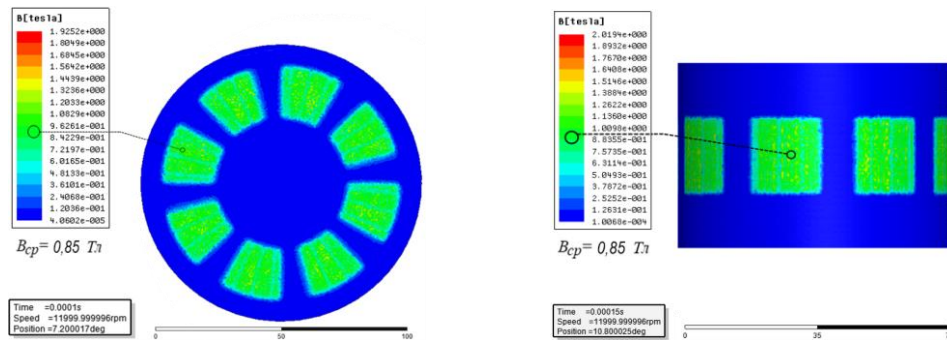 B[tesla]
1.9252e+000
1.8049e+000
1.6845e+000
1.5642e+000
1.4439e+000
1.3236e+000
1.2033e+000
1.0829e+000
9.6261e-001
8.4229e-001
7.2197e-001
6.0165e-001
4.8133e-001
3.6101e-001
2.4068e-001
1.2036e-001
4.0602e-005
Bср= 0,85 Тл
Time =0.0001s
Speed =11999.999996rpm
Position =7.200017deg
0
50
100
B[tesla]
2.0194e+000
1.8932e+000
1.7670e+000
1.6408e+000
1.5146e+000
1.3884e+000
1.2622e+000
1.1360e+000
1.0098e+000
8.8355e-001
7.5735e-001
6.3114e-001
5.0493e-001
3.7872e-001
2.5252e-001
1.2631e-001
1.0068e-004
Bср= 0,85 Тл
Time =0.00015s
Speed =11999.999996rpm
Position =10.800025deg
0
35